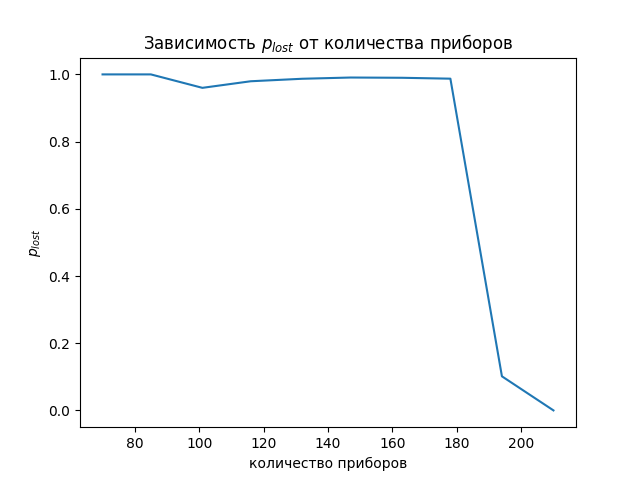 Зависимость p_lost от количества приборов
1.0
0.8
0.6
0.4
0.2
0.0
p_lost
80 100 120 140 160 180 200
количество приборов